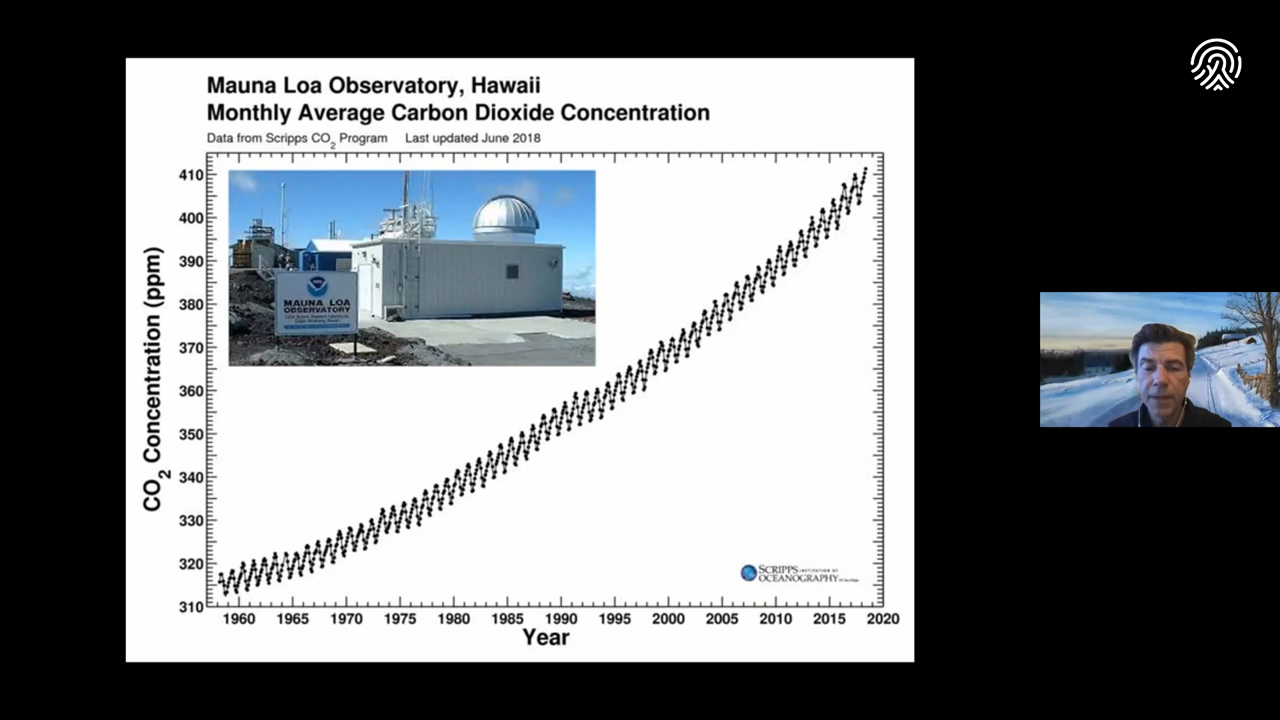 Mauna Loa Observatory, Hawaii
Monthly Average Carbon Dioxide Concentration
Data from Scripps CO2 Program Last updated June 2018
410
400
390
380
370
360
350
340
330
320
310
CO2 Concentration (ppm)
MAUNA LOA
OBSERVATORY
SCRIPPS INSTITUTION OF
OCEANOGRAPHY
1960 1965 1970 1975 1980 1985 1990 1995 2000 2005 2010 2015 2020
Year